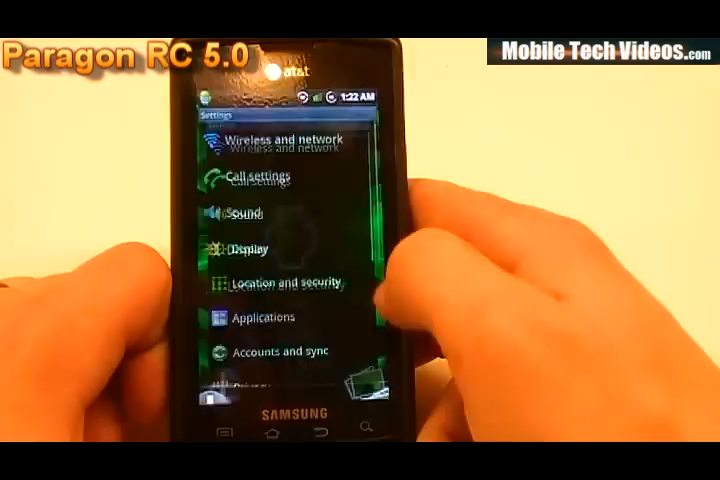 Paragon RC 5.0
Mobile Tech Videos.com
at&t
1:22 AM
Settings
Wireless and network
Call settings
Sound
Display
Location and security
Applications
Accounts and sync
SAMSUNG